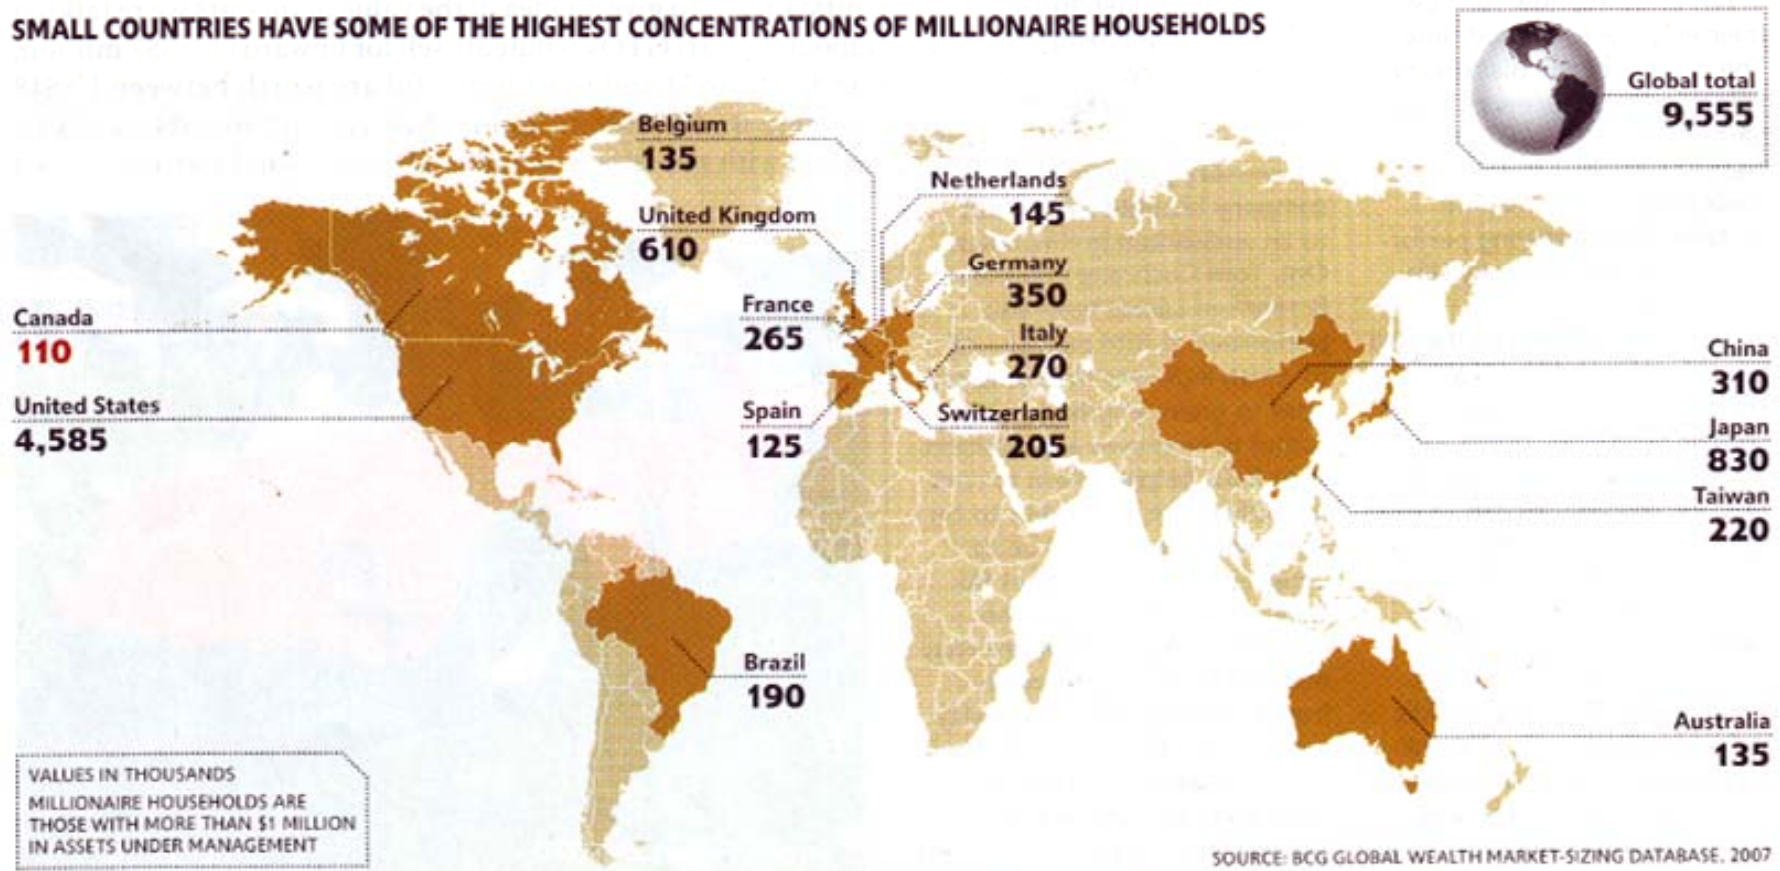 SMALL COUNTRIES HAVE SOME OF THE HIGHEST CONCENTRATIONS OF MILLIONAIRE HOUSEHOLDS
Global total
9,555
Belgium
135
Netherlands
145
United Kingdom
610
Germany
350
France
265
Italy
270
Canada
110
China
310
United States
4,585
Spain
125
Switzerland
205
Japan
830
Taiwan
220
Brazil
190
Australia
135
VALUES IN THOUSANDS
MILLIONAIRE HOUSEHOLDS ARE
THOSE WITH MORE THAN $1 MILLION
IN ASSETS UNDER MANAGEMENT
SOURCE: BCG GLOBAL WEALTH MARKET-SIZING DATABASE, 2007